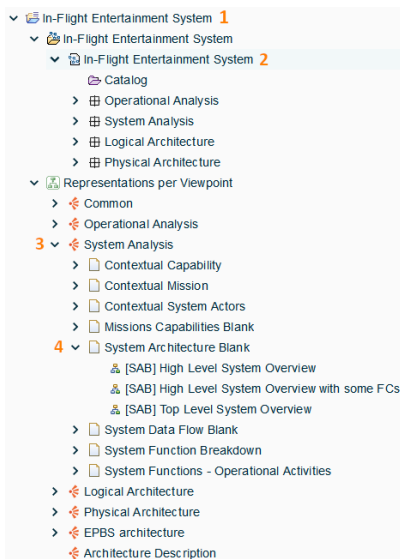 In-Flight Entertainment System 1
In-Flight Entertainment System
In-Flight Entertainment System 2
Catalog
Operational Analysis
System Analysis
Logical Architecture
Physical Architecture
Representations per Viewpoint
Common
Operational Analysis
3 System Analysis
Contextual Capability
Contextual Mission
Contextual System Actors
Missions Capabilities Blank
4 System Architecture Blank
[SAB] High Level System Overview
[SAB] High Level System Overview with some FCs
[SAB] Top Level System Overview
System Data Flow Blank
System Function Breakdown
System Functions - Operational Activities
Logical Architecture
Physical Architecture
EPBS architecture
Architecture Description